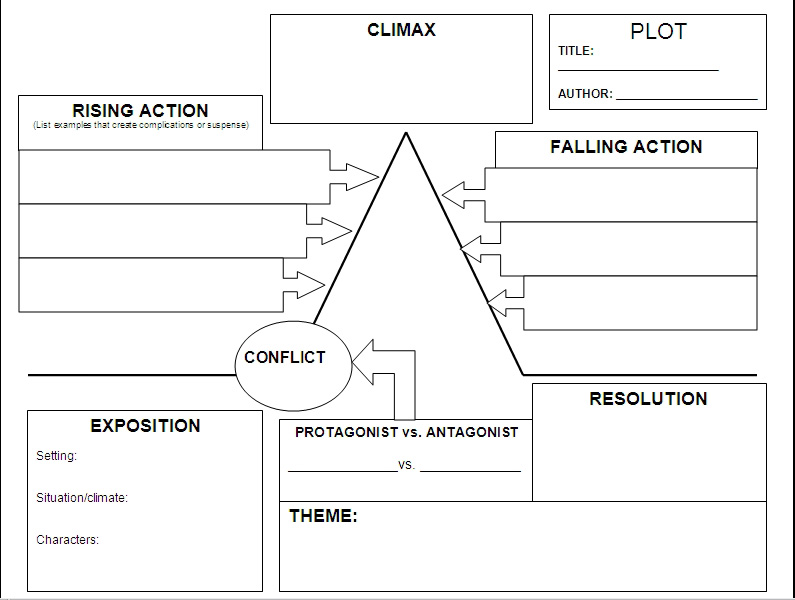 CLIMAX
PLOT
TITLE:
AUTHOR:
RISING ACTION
(List examples that create complications or suspense)
FALLING ACTION
CONFLICT
RESOLUTION
EXPOSITION
Setting:
Situation/climate:
Characters:
PROTAGONIST vs. ANTAGONIST
vs.
THEME: